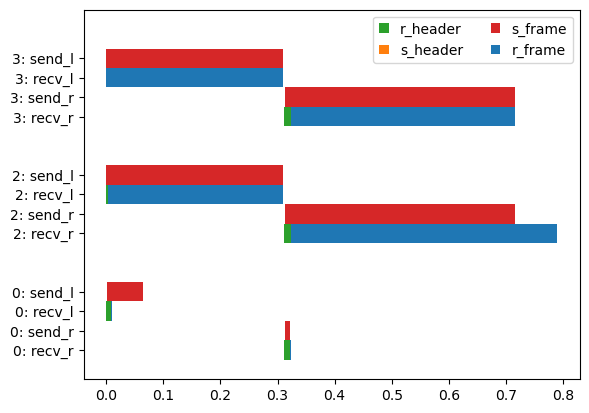 r_header s_frame
s_header r_frame
3: send_l
3: recv_l
3: send_r
3: recv_r
2: send_l
2: recv_l
2: send_r
2: recv_r
0: send_l
0: recv_l
0: send_r
0: recv_r
0.0 0.1 0.2 0.3 0.4 0.5 0.6 0.7 0.8